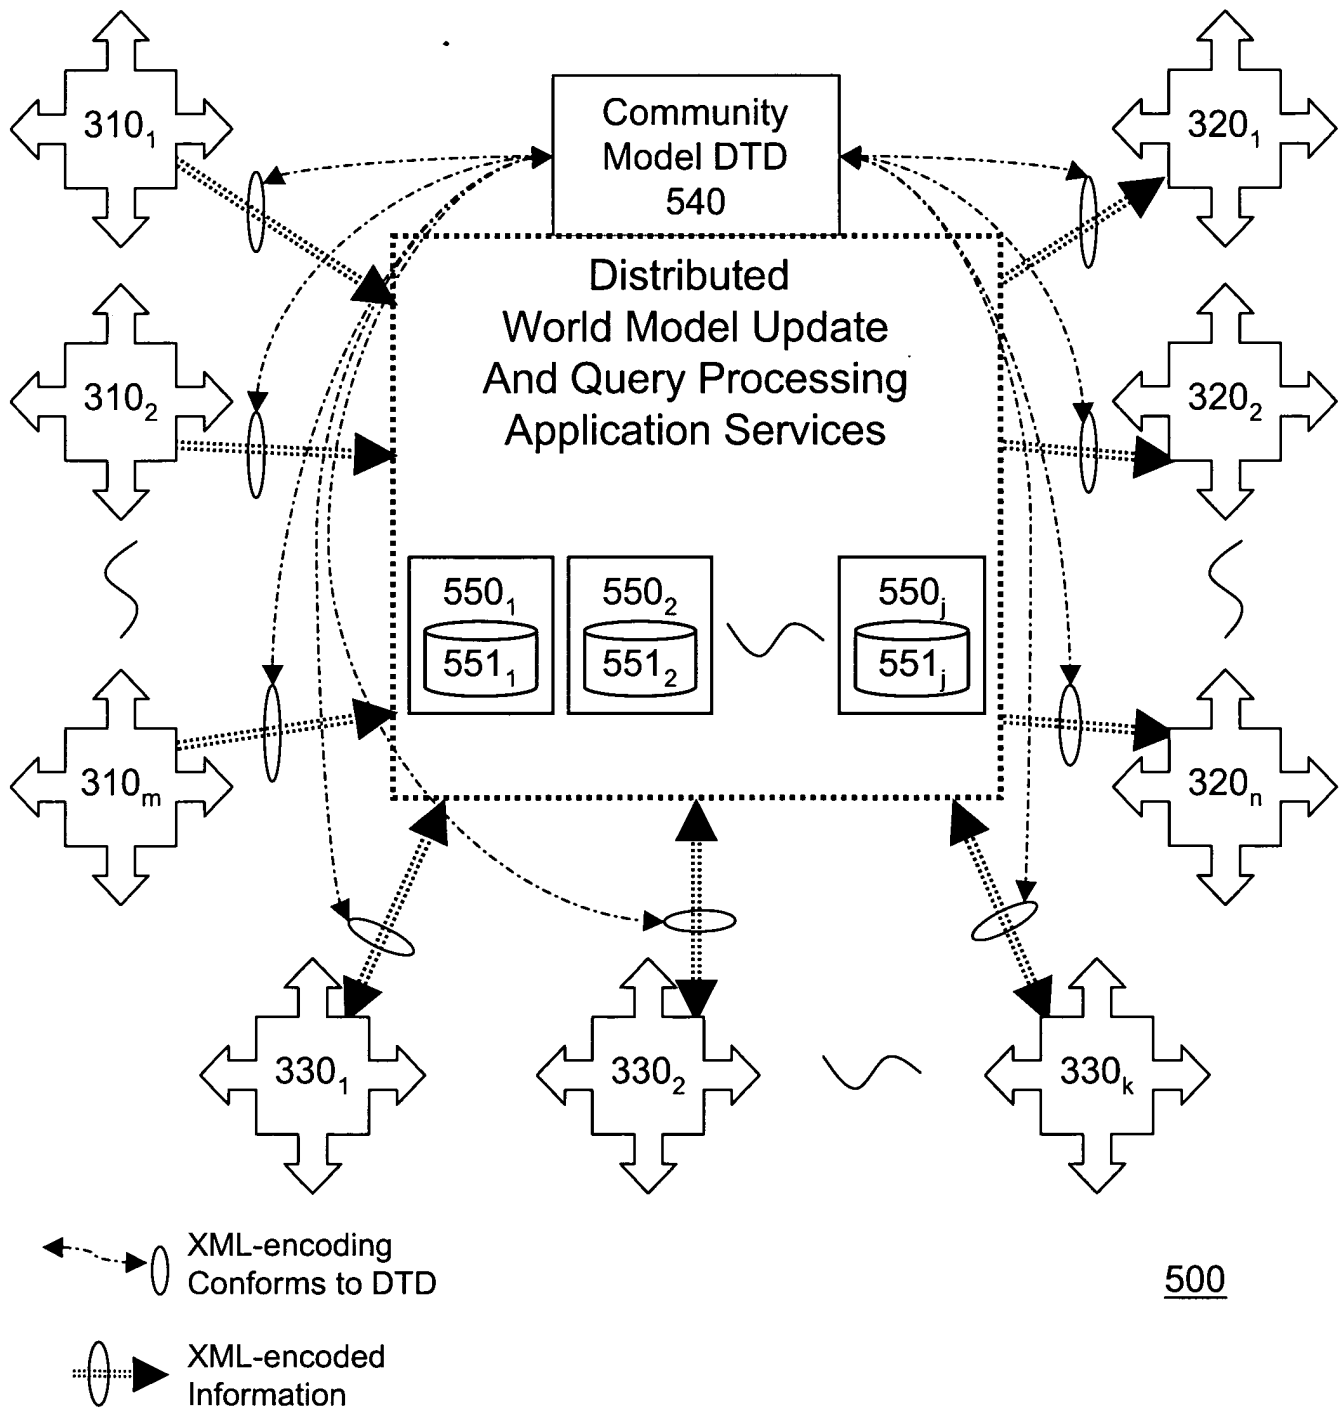 310₁
Community
Model DTD
540
320₁
Distributed
World Model Update
And Query Processing
Application Services
310₂
320₂
550₁
551₁
550₂
551₂
550ⱼ
551ⱼ
310ₘ
320ₙ
330₁
330₂
330ₖ
XML-encoding
Conforms to DTD
500
XML-encoded
Information